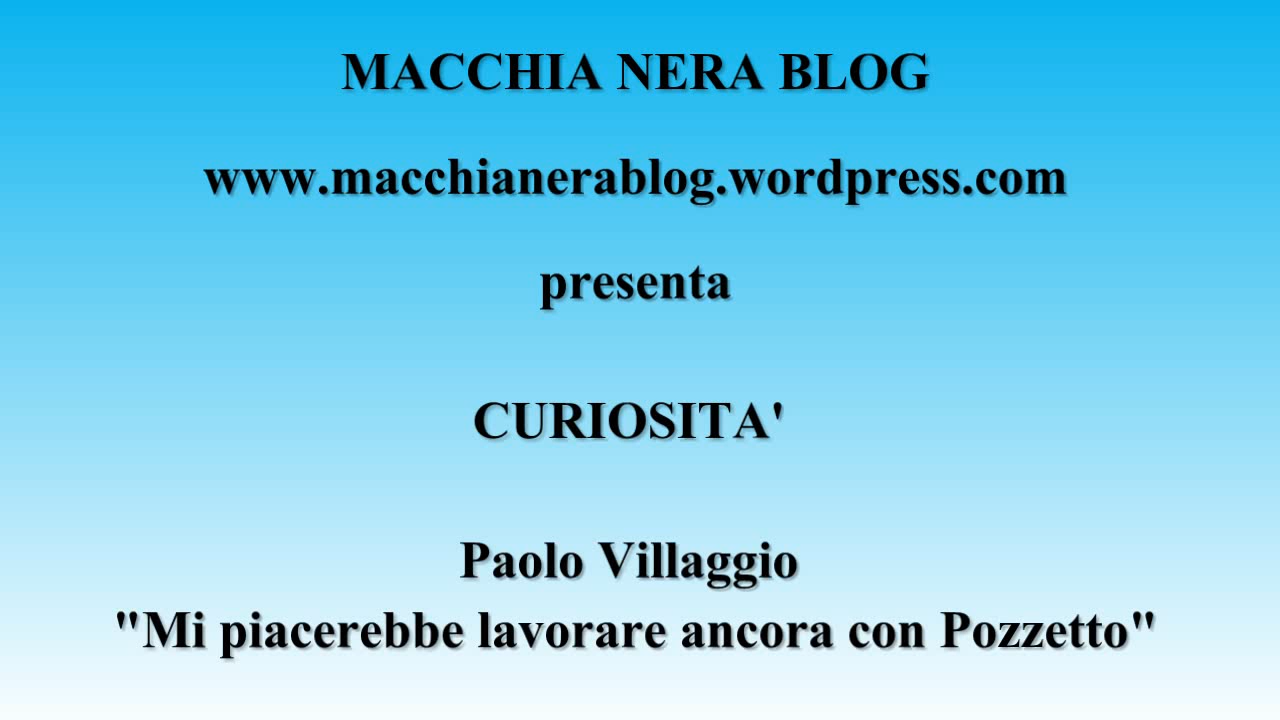 MACCHIA NERA BLOG
www.macchianerablog.wordpress.com
presenta
CURIOSITA'
Paolo Villaggio
"Mi piacerebbe lavorare ancora con Pozzetto"